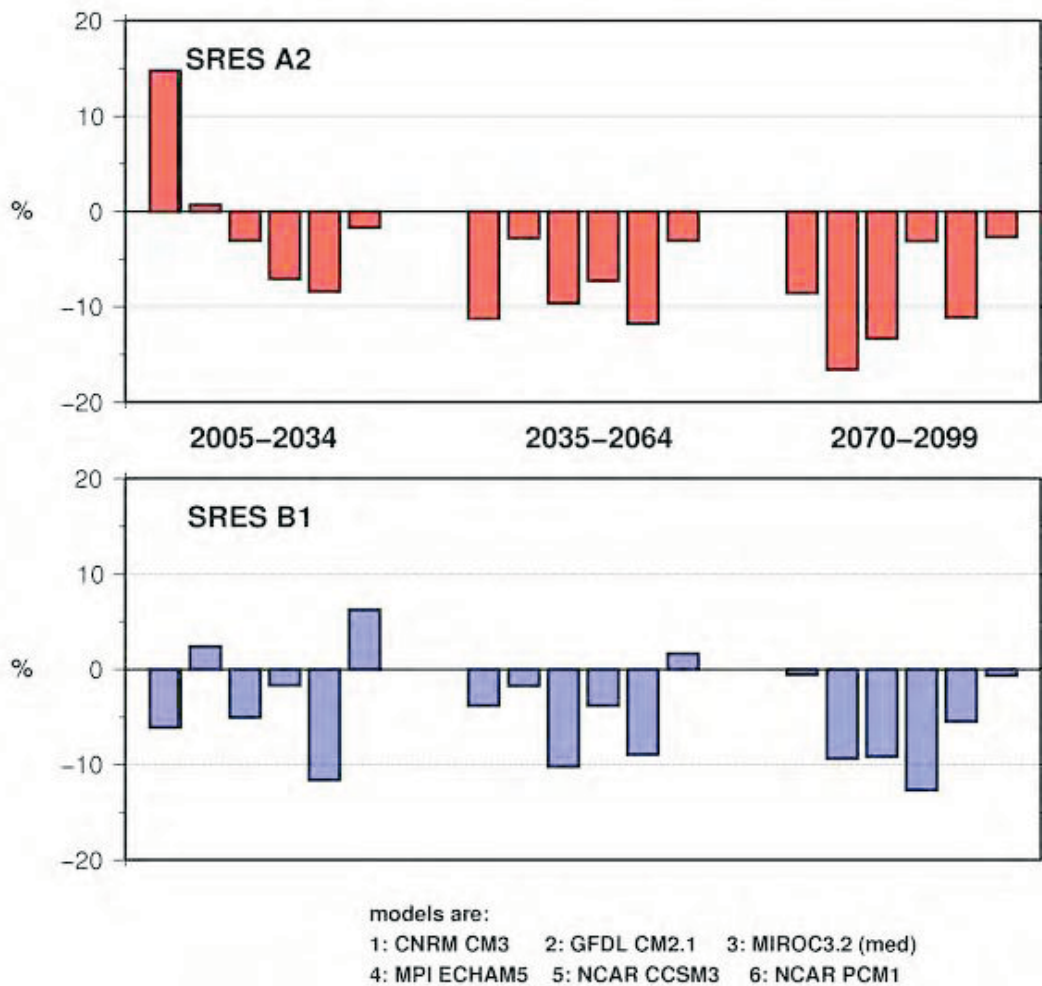 20
SRES A2
10
%
0
−10
−20
2005−2034 2035−2064 2070−2099
20
SRES B1
10
%
0
−10
−20
models are:
1: CNRM CM3 2: GFDL CM2.1 3: MIROC3.2 (med)
4: MPI ECHAM5 5: NCAR CCSM3 6: NCAR PCM1